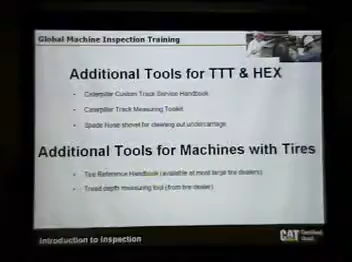 Global Machine Inspection Training
Additional Tools for TTT & HEX
Caterpillar Custom Track Service Handbook
Caterpillar Track Measuring Toolkit
Spade Nose shovel for cleaning out undercarriage
Additional Tools for Machines with Tires
Tire Reference Handbook (available at most large tire dealers)
Tread depth measuring tool (from tire dealer)
Introduction to Inspection
CAT Certified Used